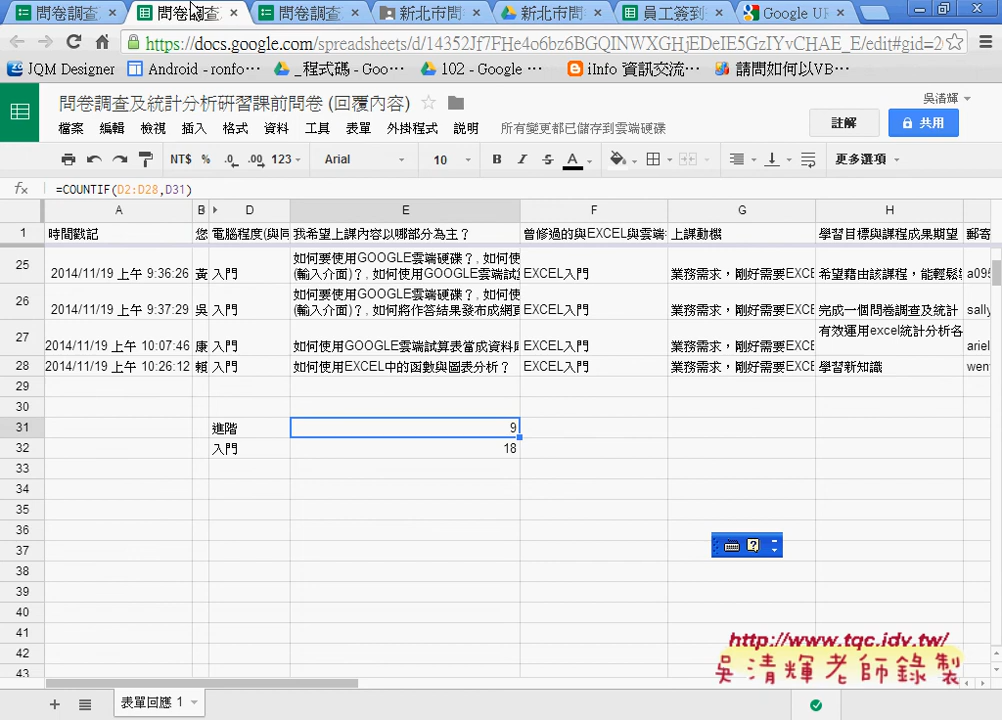 問卷調查 問卷調查 問卷調查 新北市問 新北市問 員工簽到 Google UR
https://docs.google.com/spreadsheets/d/14352Jf7FHe4o6bz6BGQINWXGHjEDeIE5GzIYvCHAE_E/edit#gid=2
JQM Designer Android - ronfo… _程式碼 - Goo… 102 - Google … iInfo 資訊交流… 請問如何以VB…
問卷調查及統計分析研習課前問卷 (回覆內容) 吳清輝
檔案 編輯 檢視 插入 格式 資料 工具 表單 外掛程式 說明 所有變更都已儲存到雲端硬碟 註解 共用
NT$ % .0 .00 123 Arial 10 B I S A 更多選項
fx =COUNTIF(D2:D28,D31)
A B D E F G H
1 時間戳記 您 電腦程度(與同 我希望上課內容以哪部分為主? 曾修過的與EXCEL與雲端 上課動機 學習目標與課程成果期望 郵寄
如何要使用GOOGLE雲端硬碟?, 如何使
25 2014/11/19 上午 9:36:26 黃 入門 (輸入介面)?, 如何使用GOOGLE雲端試算 EXCEL入門 業務需求,剛好需要EXC 希望藉由該課程,能輕鬆 a095
如何要使用GOOGLE雲端硬碟?, 如何使
26 2014/11/19 上午 9:37:29 吳 入門 (輸入介面)?, 如何將作答結果發布成網頁 EXCEL入門 業務需求,剛好需要EXC 完成一個問卷調查及統計 sally
有效運用excel統計分析各
27 2014/11/19 上午 10:07:46 康 入門 如何使用GOOGLE雲端試算表當成資料庫 EXCEL入門 業務需求,剛好需要EXC ariel
28 2014/11/19 上午 10:26:12 賴 入門 如何使用EXCEL中的函數與圖表分析? EXCEL入門 業務需求,剛好需要EXC 學習新知識 wen
29
30
31 進階 9
32 入門 18
33
34
35
36
37
38
39
40
41
42
43
http://www.tqc.idv.tw/
吳清輝老師錄製
表單回應 1